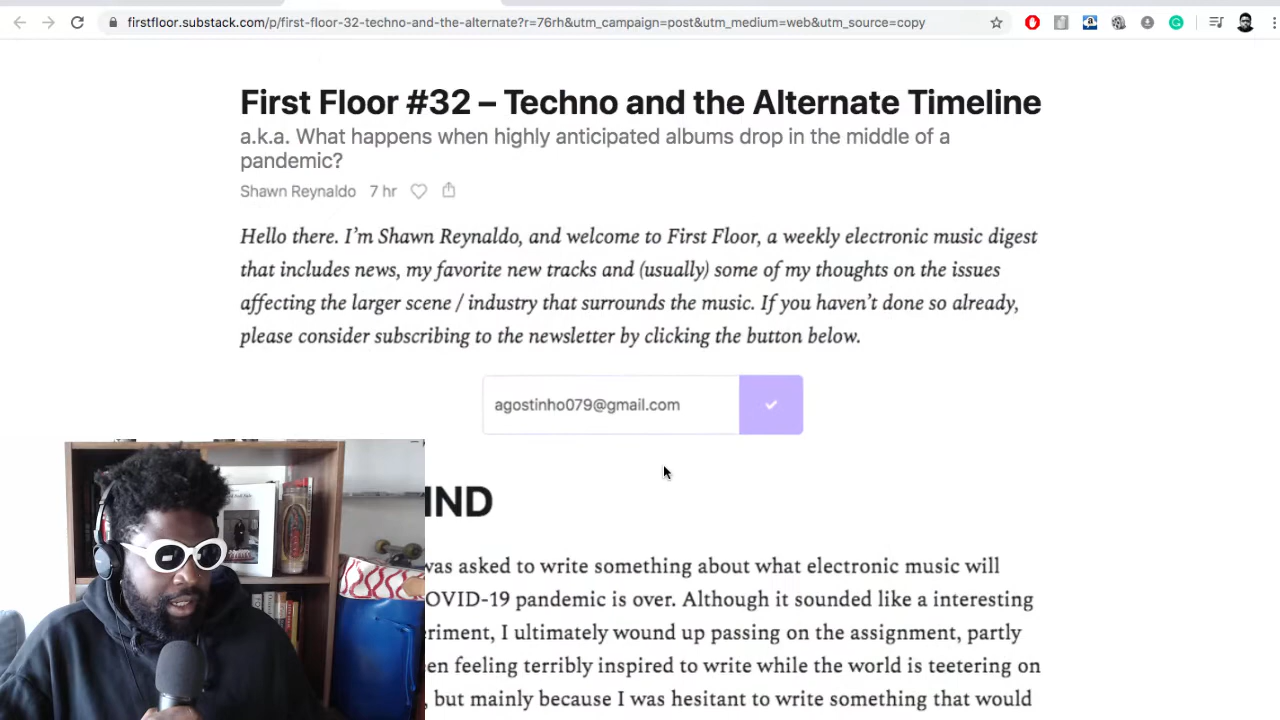 firstfloor.substack.com/p/first-floor-32-techno-and-the-alternate?r=76rh&utm_campaign=post&utm_medium=web&utm_source=copy
First Floor #32 – Techno and the Alternate Timeline
a.k.a. What happens when highly anticipated albums drop in the middle of a
pandemic?
Shawn Reynaldo 7 hr
Hello there. I’m Shawn Reynaldo, and welcome to First Floor, a weekly electronic music digest
that includes news, my favorite new tracks and (usually) some of my thoughts on the issues
affecting the larger scene / industry that surrounds the music. If you haven’t done so already,
please consider subscribing to the newsletter by clicking the button below.
agostinho079@gmail.com
IND
was asked to write something about what electronic music will
OVID-19 pandemic is over. Although it sounded like a interesting
eriment, I ultimately wound up passing on the assignment, partly
en feeling terribly inspired to write while the world is teetering on
, but mainly because I was hesitant to write something that would